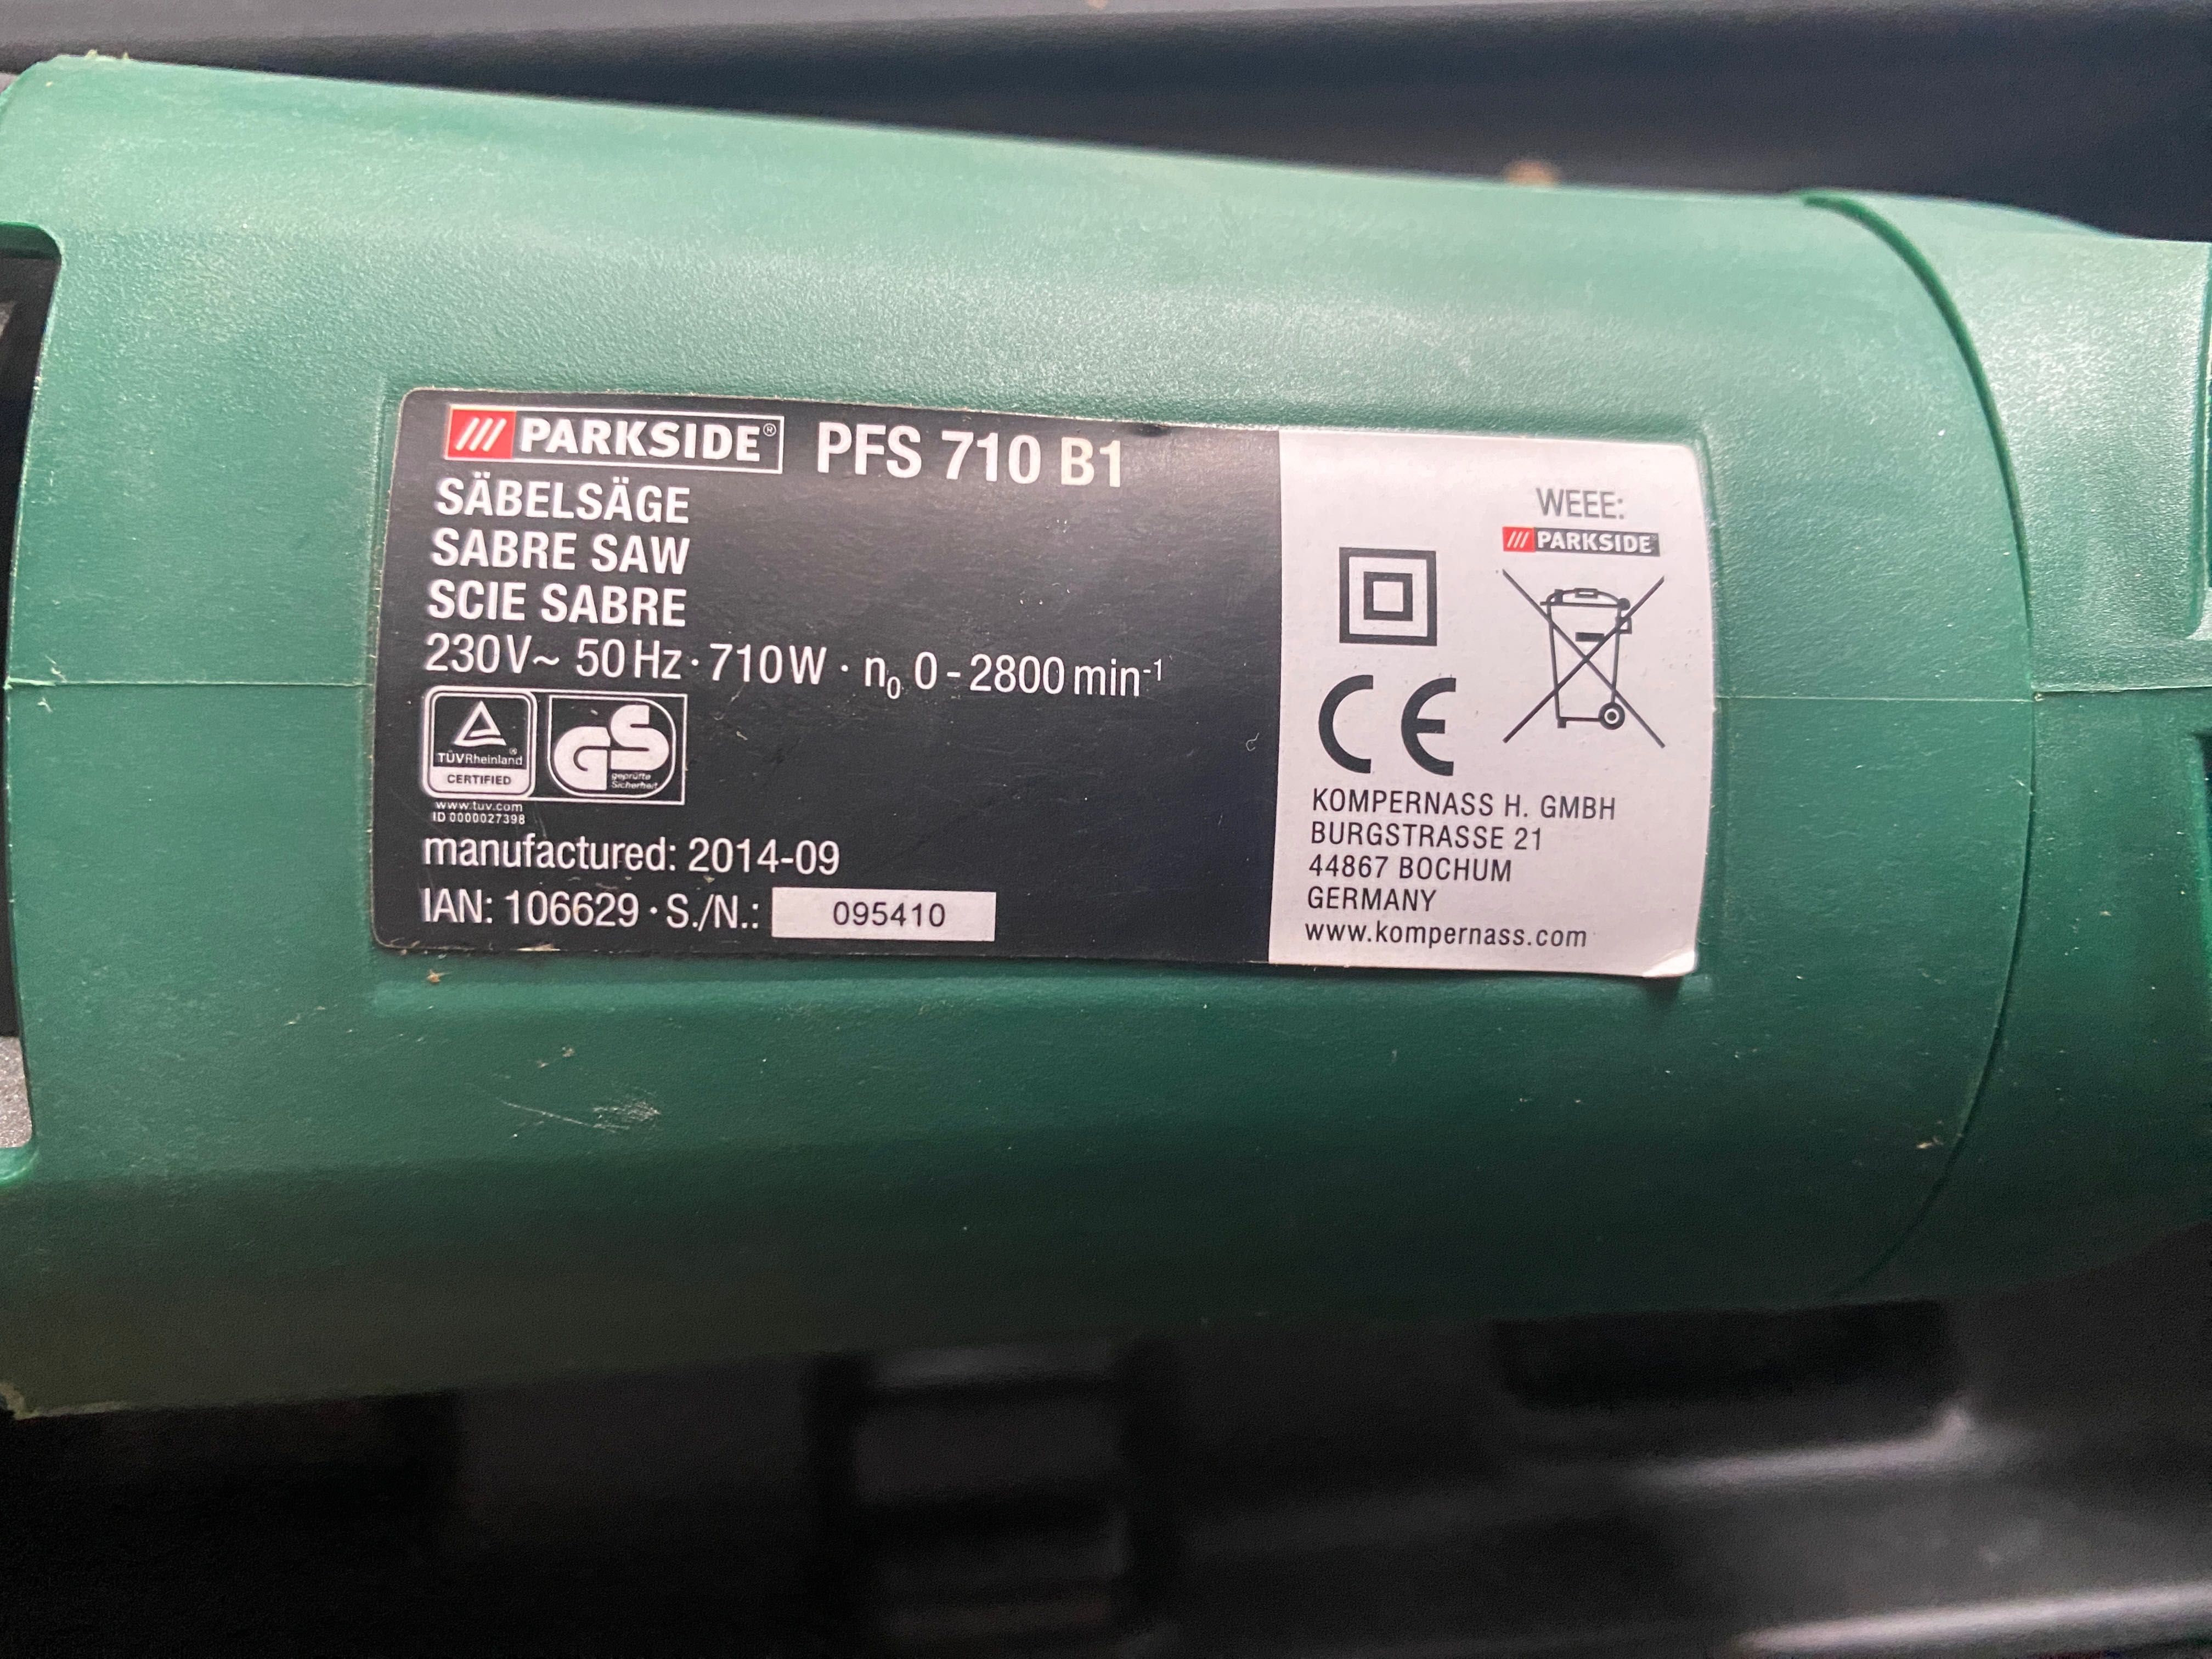 /// PARKSIDE® PFS 710 B1
SÄBELSÄGE
SABRE SAW
SCIE SABRE
230V~ 50Hz · 710W · n₀ 0 - 2800 min⁻¹
TÜVRheinland®
CERTIFIED
www.tuv.com
ID 0000027398
GS
geprüfte
Sicherheit
manufactured: 2014-09
IAN: 106629 · S./N.: 095410
WEEE:
/// PARKSIDE
CE
KOMPERNASS H. GMBH
BURGSTRASSE 21
44867 BOCHUM
GERMANY
www.kompernass.com